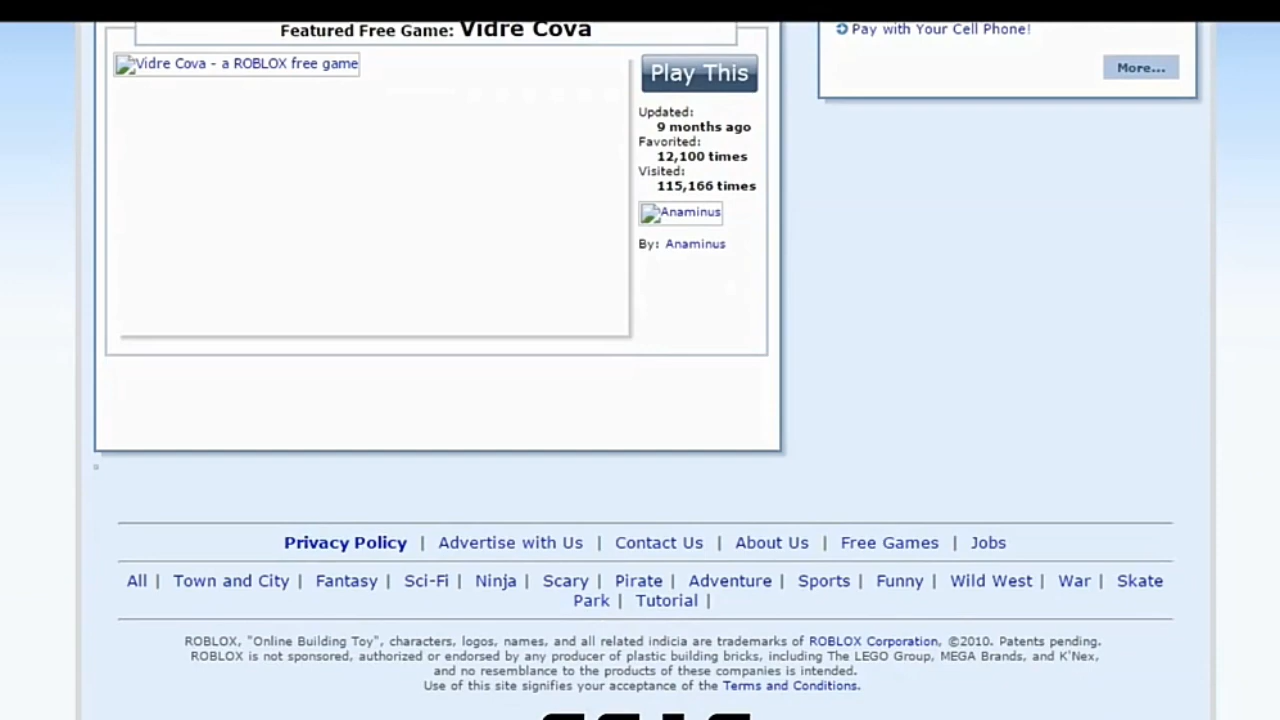 Featured Free Game: Vidre Cova
Vidre Cova - a ROBLOX free game
Play This
Updated:
9 months ago
Favorited:
12,100 times
Visited:
115,166 times
Anaminus
By: Anaminus
Pay with Your Cell Phone!
More...
Privacy Policy | Advertise with Us | Contact Us | About Us | Free Games | Jobs
All | Town and City | Fantasy | Sci-Fi | Ninja | Scary | Pirate | Adventure | Sports | Funny | Wild West | War | Skate
Park | Tutorial |
ROBLOX, "Online Building Toy", characters, logos, names, and all related indicia are trademarks of ROBLOX Corporation, ©2010. Patents pending.
ROBLOX is not sponsored, authorized or endorsed by any producer of plastic building bricks, including The LEGO Group, MEGA Brands, and K'Nex,
and no resemblance to the products of these companies is intended.
Use of this site signifies your acceptance of the Terms and Conditions.